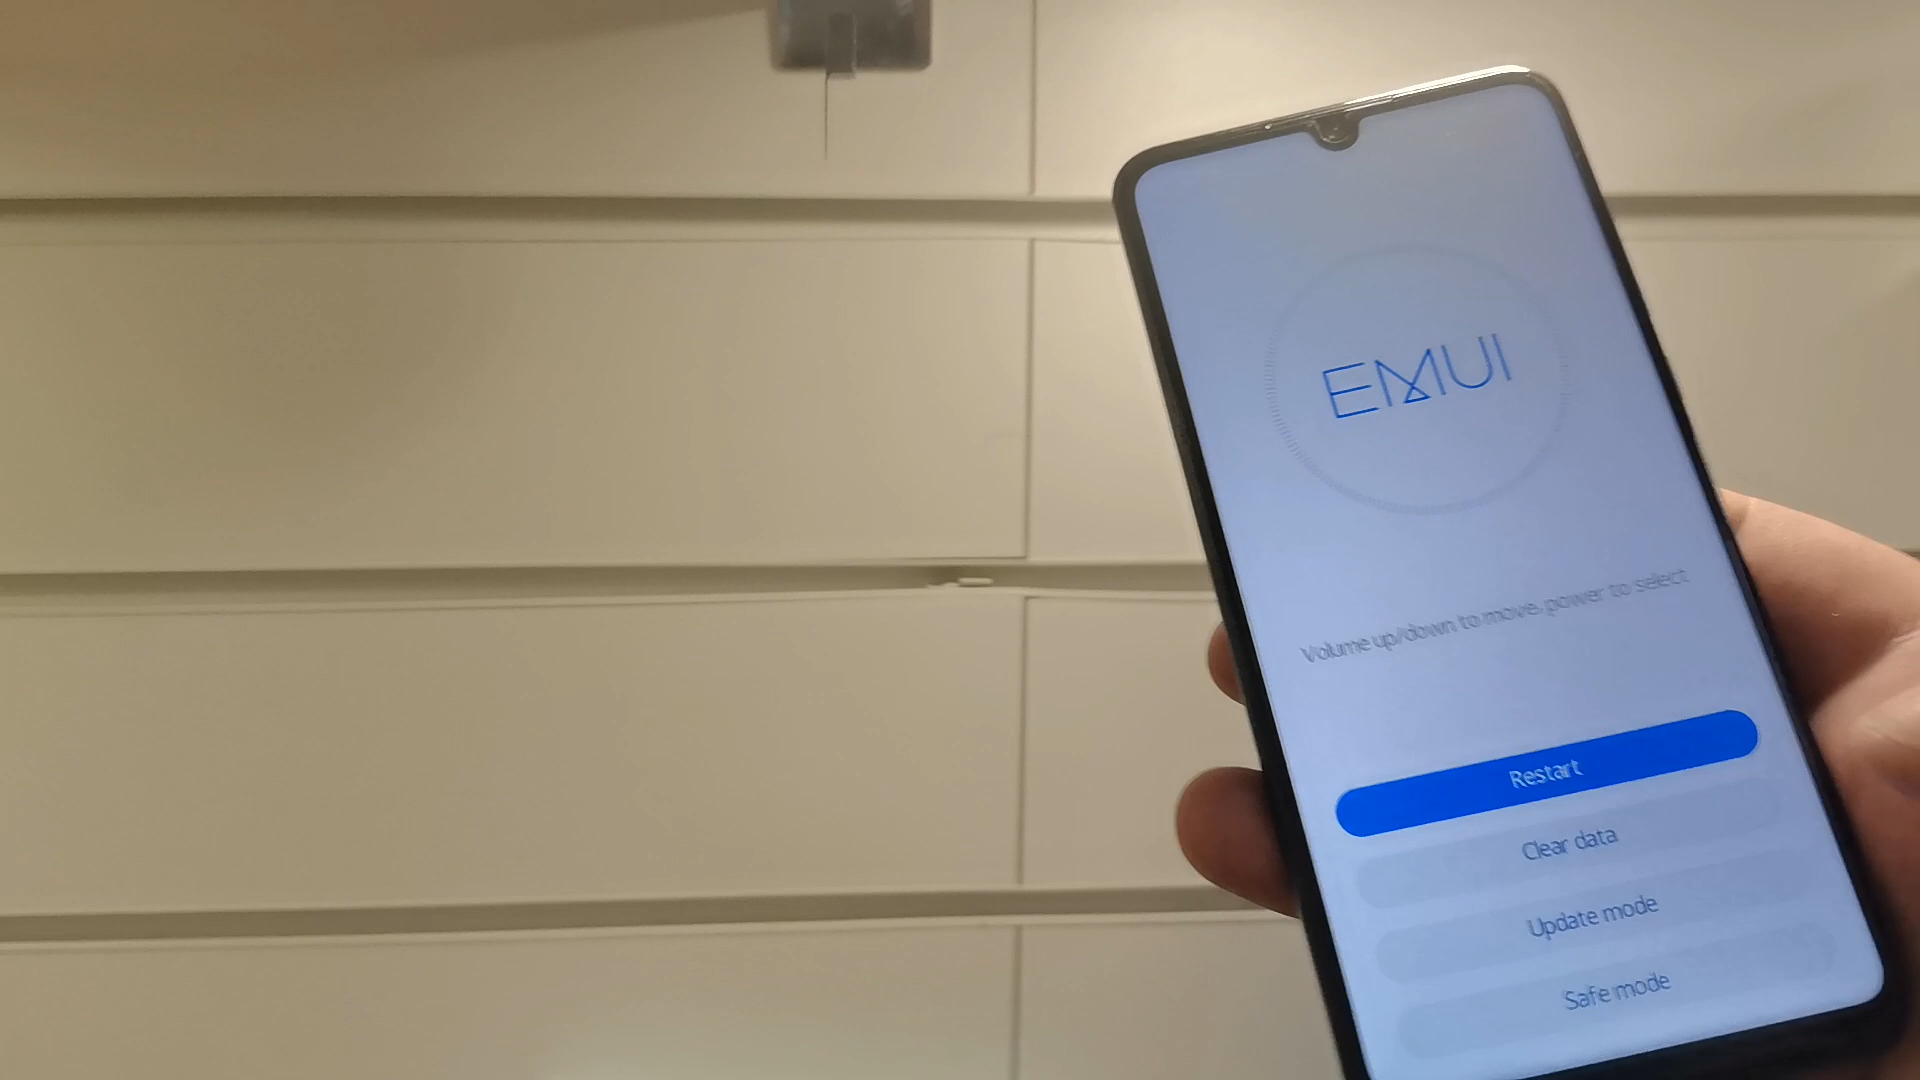 EMUI
Volume up/down to move, power to select
Restart
Clear data
Update mode
Safe mode